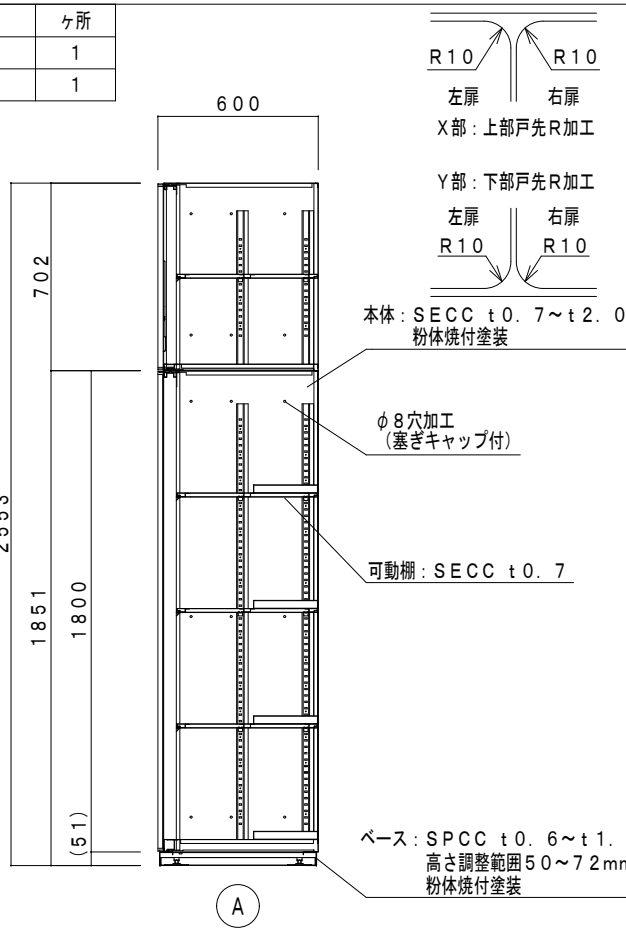 ヶ所
1
1
R10 R10
左扉 右扉
X部：上部戸先R加工
Y部：下部戸先R加工
左扉 右扉
R10 R10
600
702
1851
1800
(51)
本体：SECC t0.7～t2.0
粉体焼付塗装
φ8穴加工
（塞ぎキャップ付）
可動棚：SECC t0.7
ベース：SPCC t0.6～t1.
高さ調整範囲50～72mm
粉体焼付塗装
A